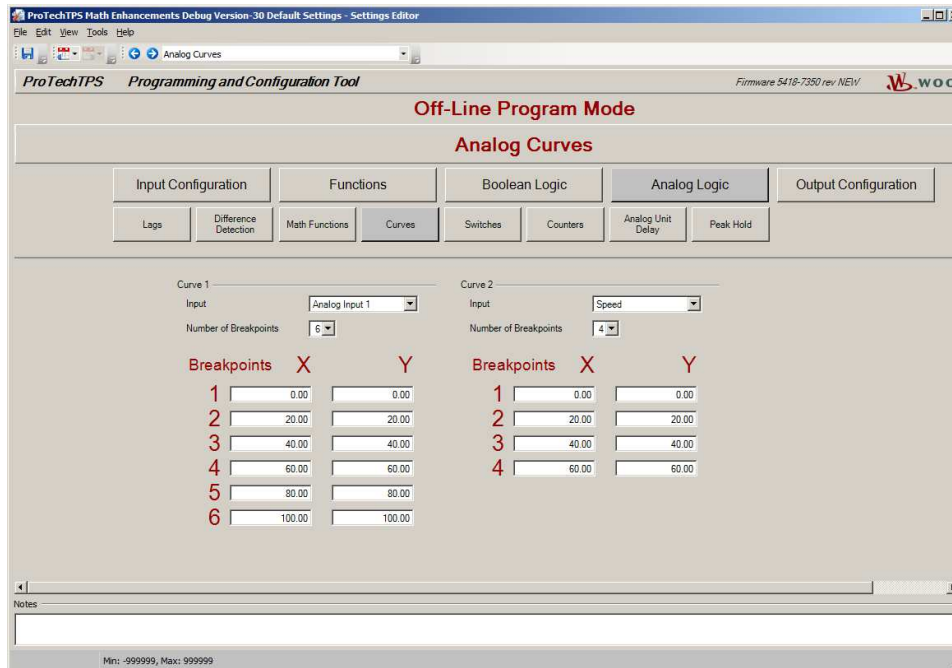 ProTechTPS Math Enhancements Debug Version-30 Default Settings - Settings Editor
File Edit View Tools Help
Analog Curves
ProTechTPS Programming and Configuration Tool Firmware 5418-7350 rev NEW WOO
Off-Line Program Mode
Analog Curves
Input Configuration Functions Boolean Logic Analog Logic Output Configuration
Lags Difference Detection Math Functions Curves Switches Counters Analog Unit Delay Peak Hold
Curve 1 Curve 2
Input Analog Input 1 Input Speed
Number of Breakpoints 6 Number of Breakpoints 4
Breakpoints X Y Breakpoints X Y
1 0.00 0.00 1 0.00 0.00
2 20.00 20.00 2 20.00 20.00
3 40.00 40.00 3 40.00 40.00
4 60.00 60.00 4 60.00 60.00
5 80.00 80.00
6 100.00 100.00
Notes
Min: -999999, Max: 999999